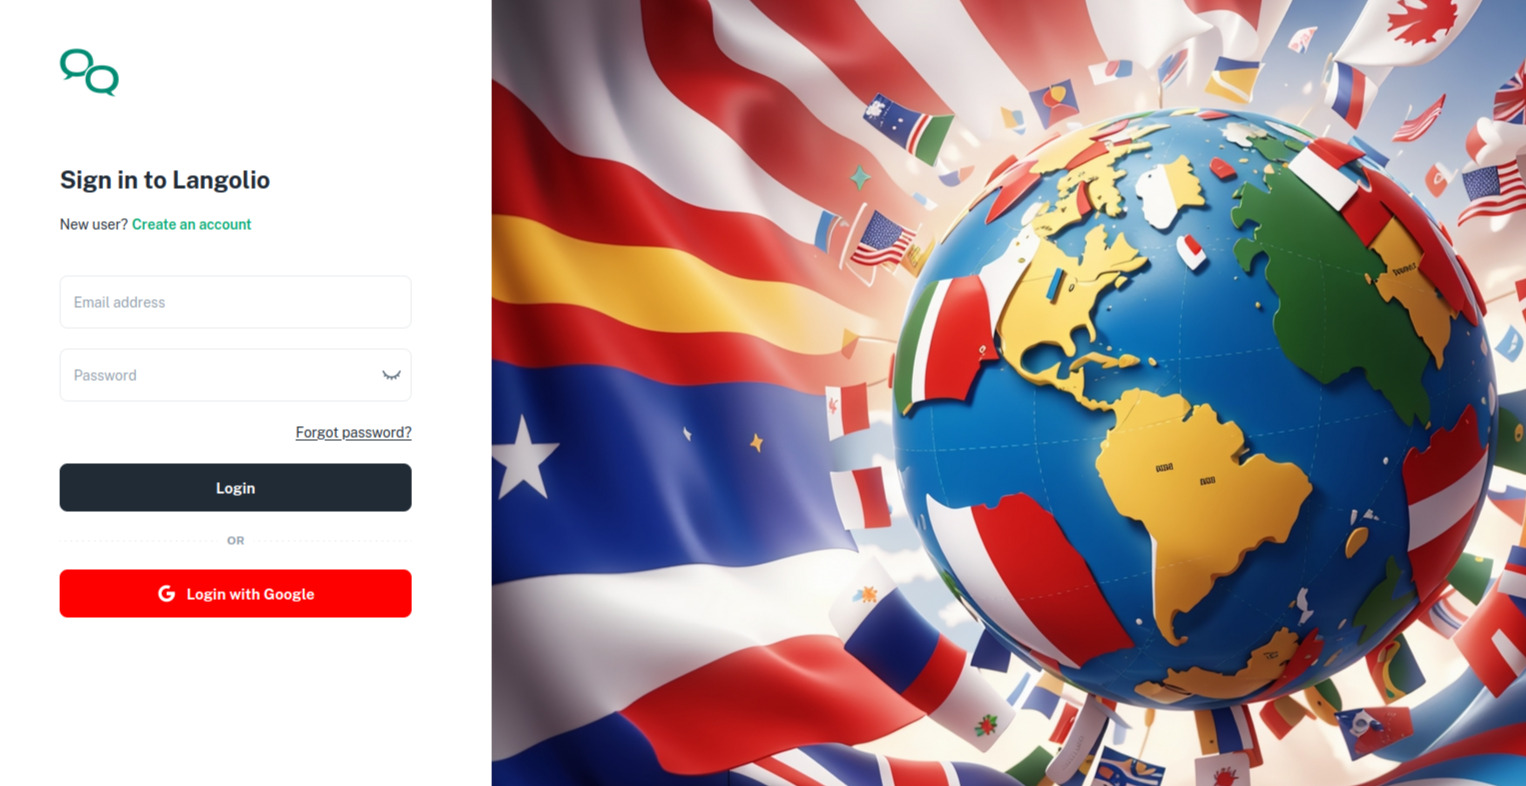 Sign in to Langolio
New user? Create an account
Email address
Password
Forgot password?
Login
OR
Login with Google